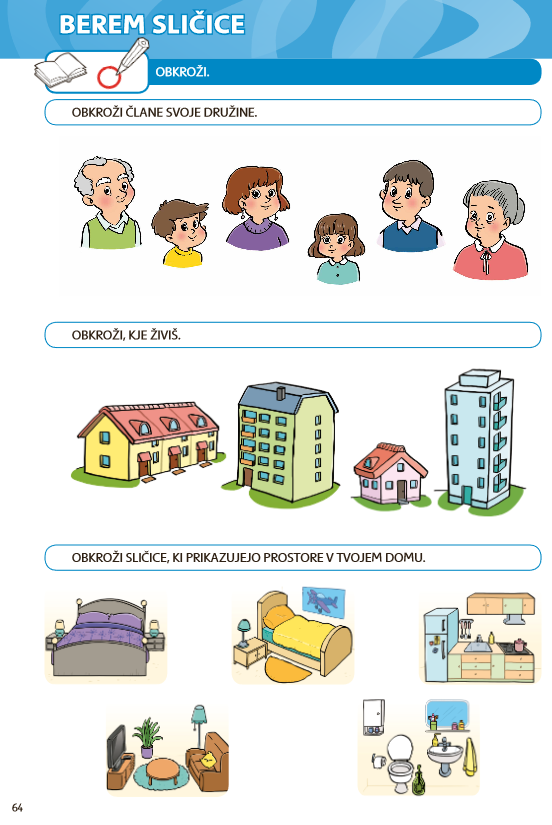 BEREM SLIČICE
OBKROŽI.
OBKROŽI ČLANE SVOJE DRUŽINE.
OBKROŽI, KJE ŽIVIŠ.
OBKROŽI SLIČICE, KI PRIKAZUJEJO PROSTORE V TVOJEM DOMU.
64